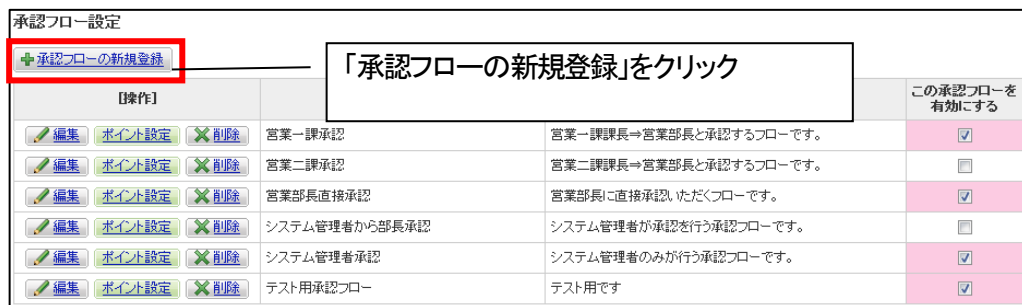 承認フロー設定
承認フローの新規登録
「承認フローの新規登録」をクリック
[操作]
この承認フローを
有効にする
編集 ポイント設定 削除 営業一課承認 営業一課課長⇒営業部長と承認するフローです。
編集 ポイント設定 削除 営業二課承認 営業二課課長⇒営業部長と承認するフローです。
編集 ポイント設定 削除 営業部長直接承認 営業部長に直接承認いただくフローです。
編集 ポイント設定 削除 システム管理者から部長承認 システム管理者が承認を行う承認フローです。
編集 ポイント設定 削除 システム管理者承認 システム管理者のみが行う承認フローです。
編集 ポイント設定 削除 テスト用承認フロー テスト用です